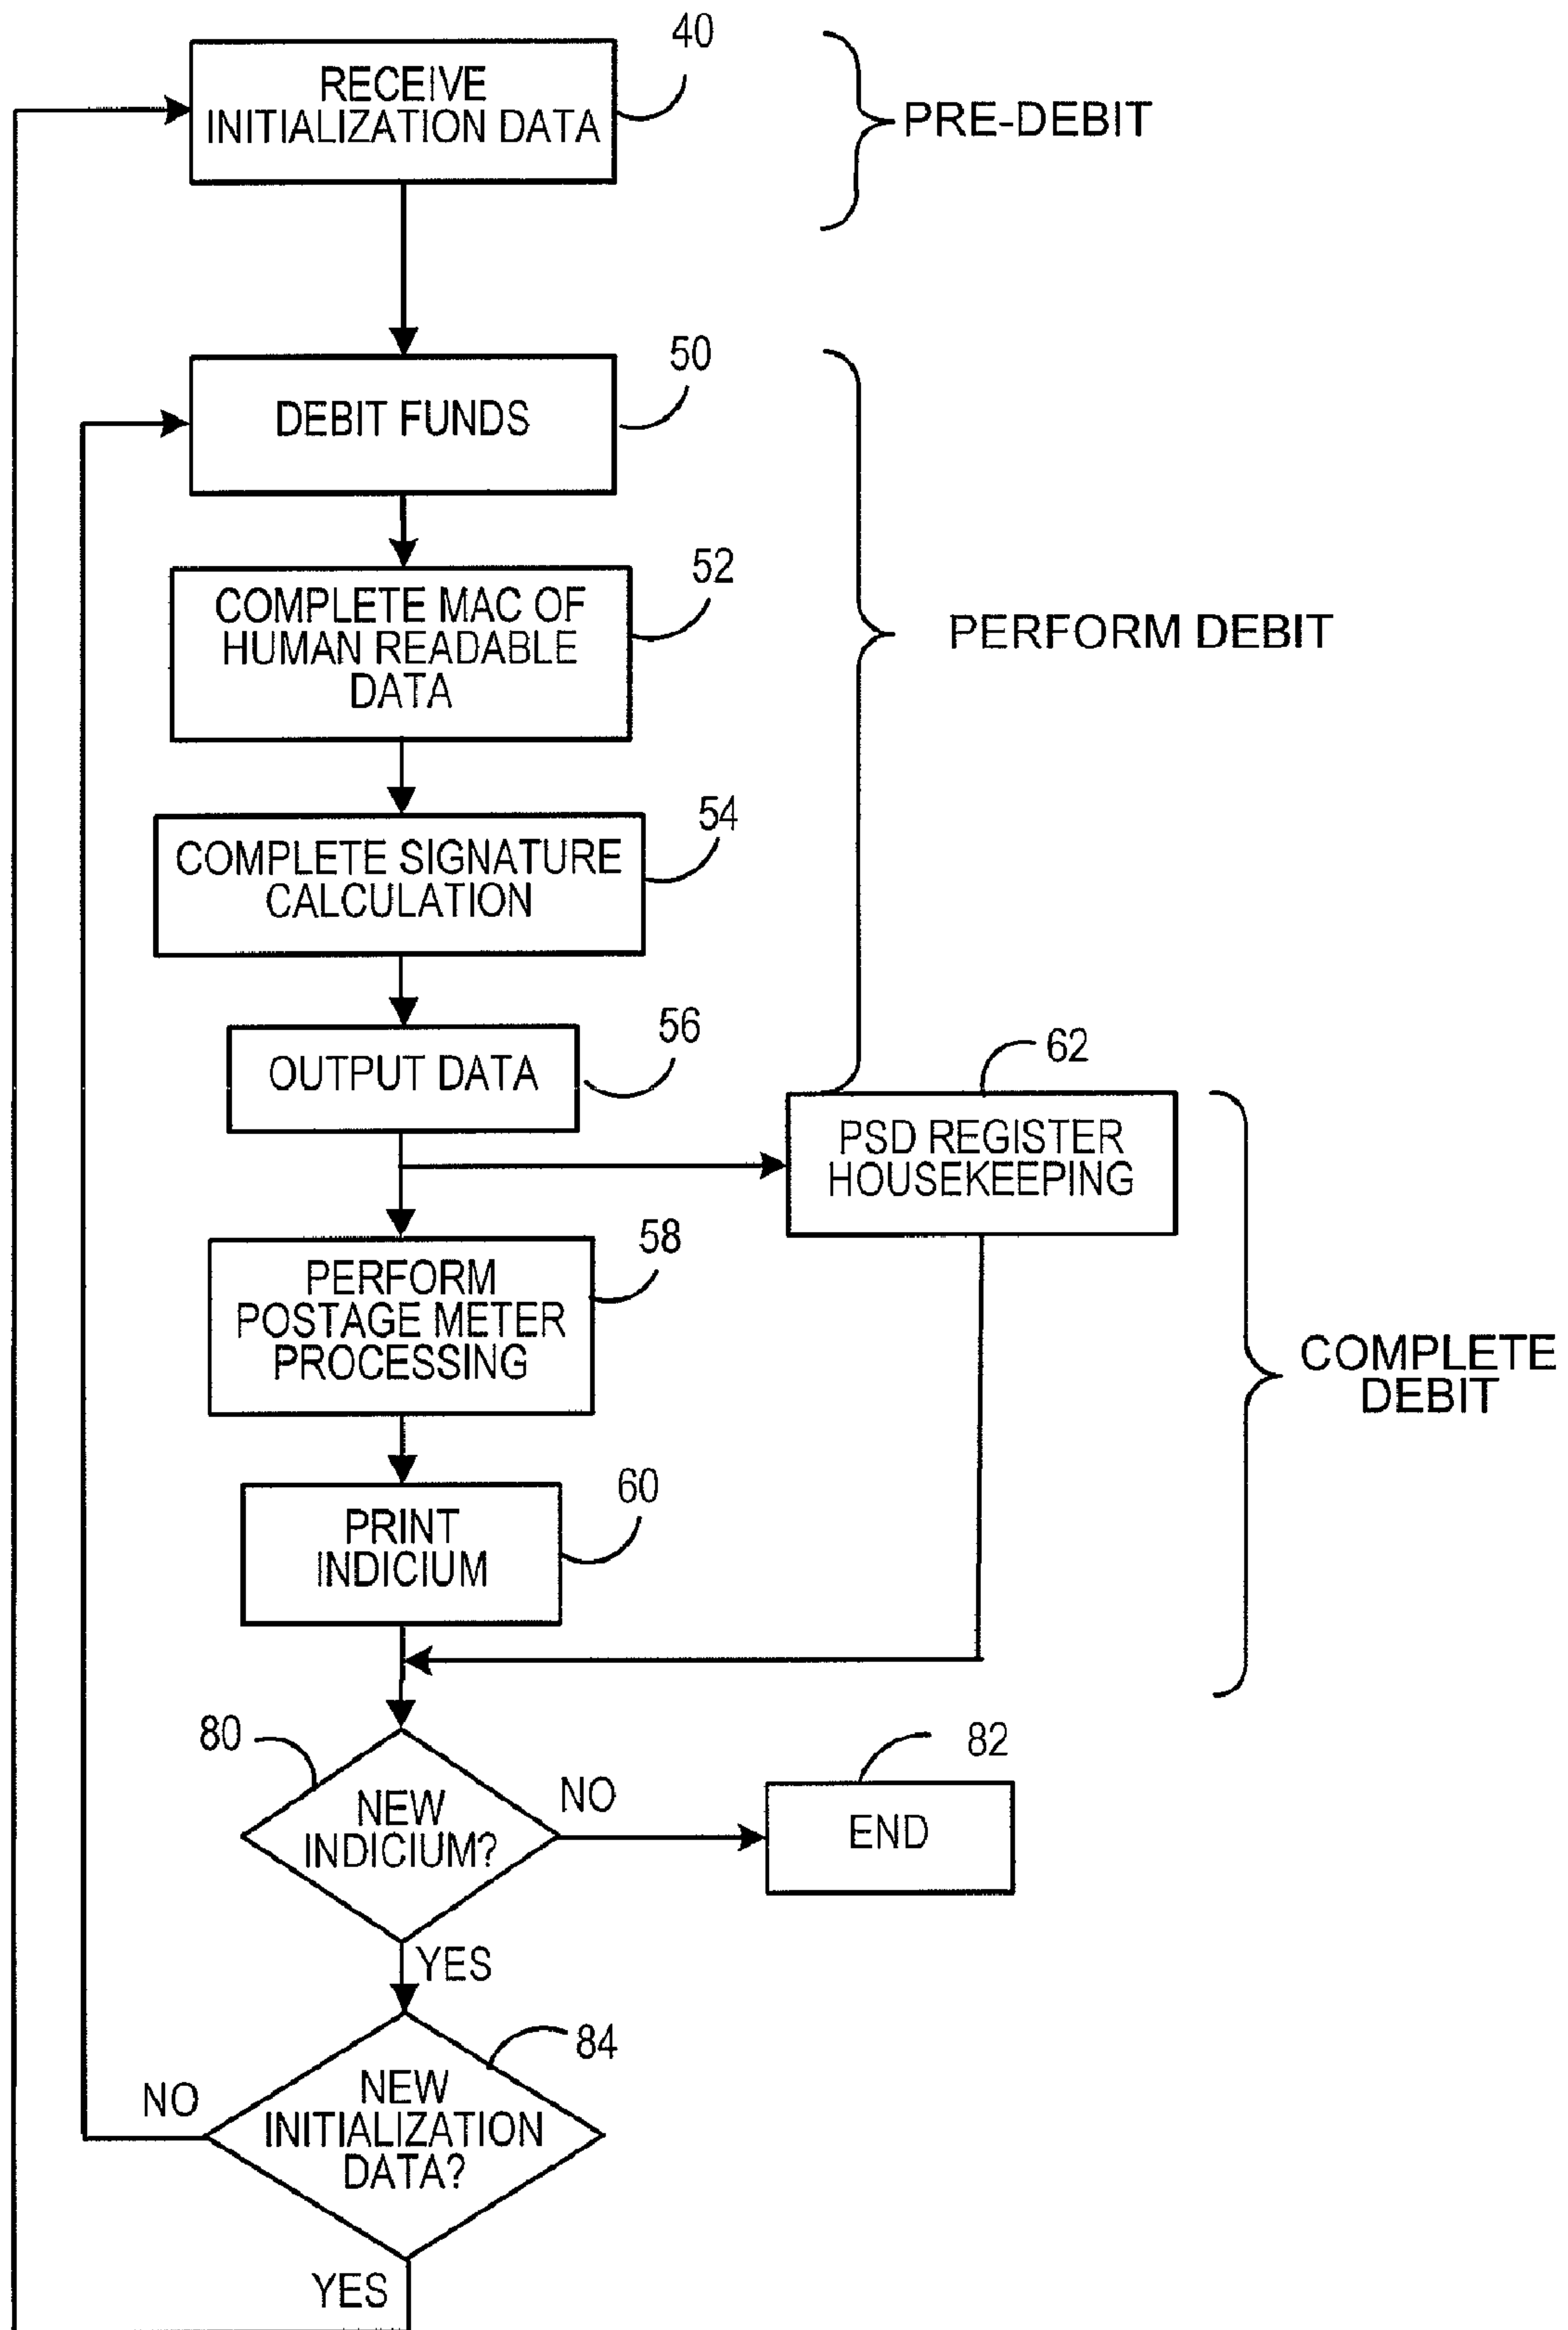 40
RECEIVE
INITIALIZATION DATA
PRE-DEBIT
50
DEBIT FUNDS
52
COMPLETE MAC OF
HUMAN READABLE
DATA
PERFORM DEBIT
54
COMPLETE SIGNATURE
CALCULATION
56
OUTPUT DATA
62
PSD REGISTER
HOUSEKEEPING
58
PERFORM
POSTAGE METER
PROCESSING
COMPLETE
DEBIT
60
PRINT
INDICIUM
80
NEW
INDICIUM?
NO
82
END
YES
84
NEW
INITIALIZATION
DATA?
NO
YES